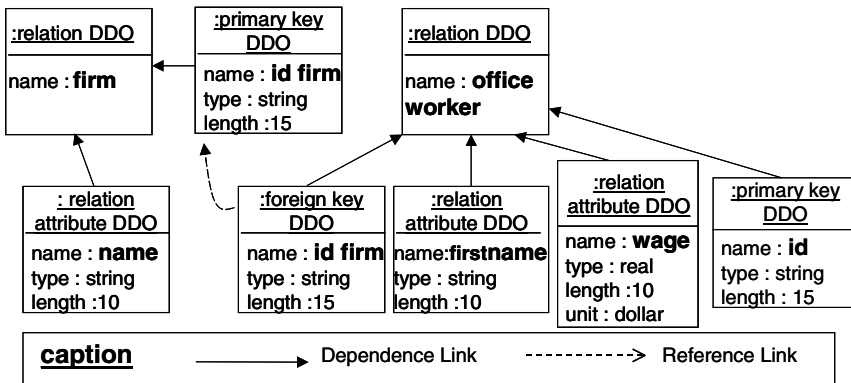 :relation DDO
name : firm
:primary key
DDO
name : id firm
type : string
length :15
:relation DDO
name : office
worker
: relation
attribute DDO
name : name
type : string
length :10
:foreign key
DDO
name : id firm
type : string
length :15
:relation
attribute DDO
name:firstname
type : string
length :10
:relation
attribute DDO
name : wage
type : real
length :10
unit : dollar
:primary key
DDO
name : id
type : string
length : 15
caption
Dependence Link
Reference Link